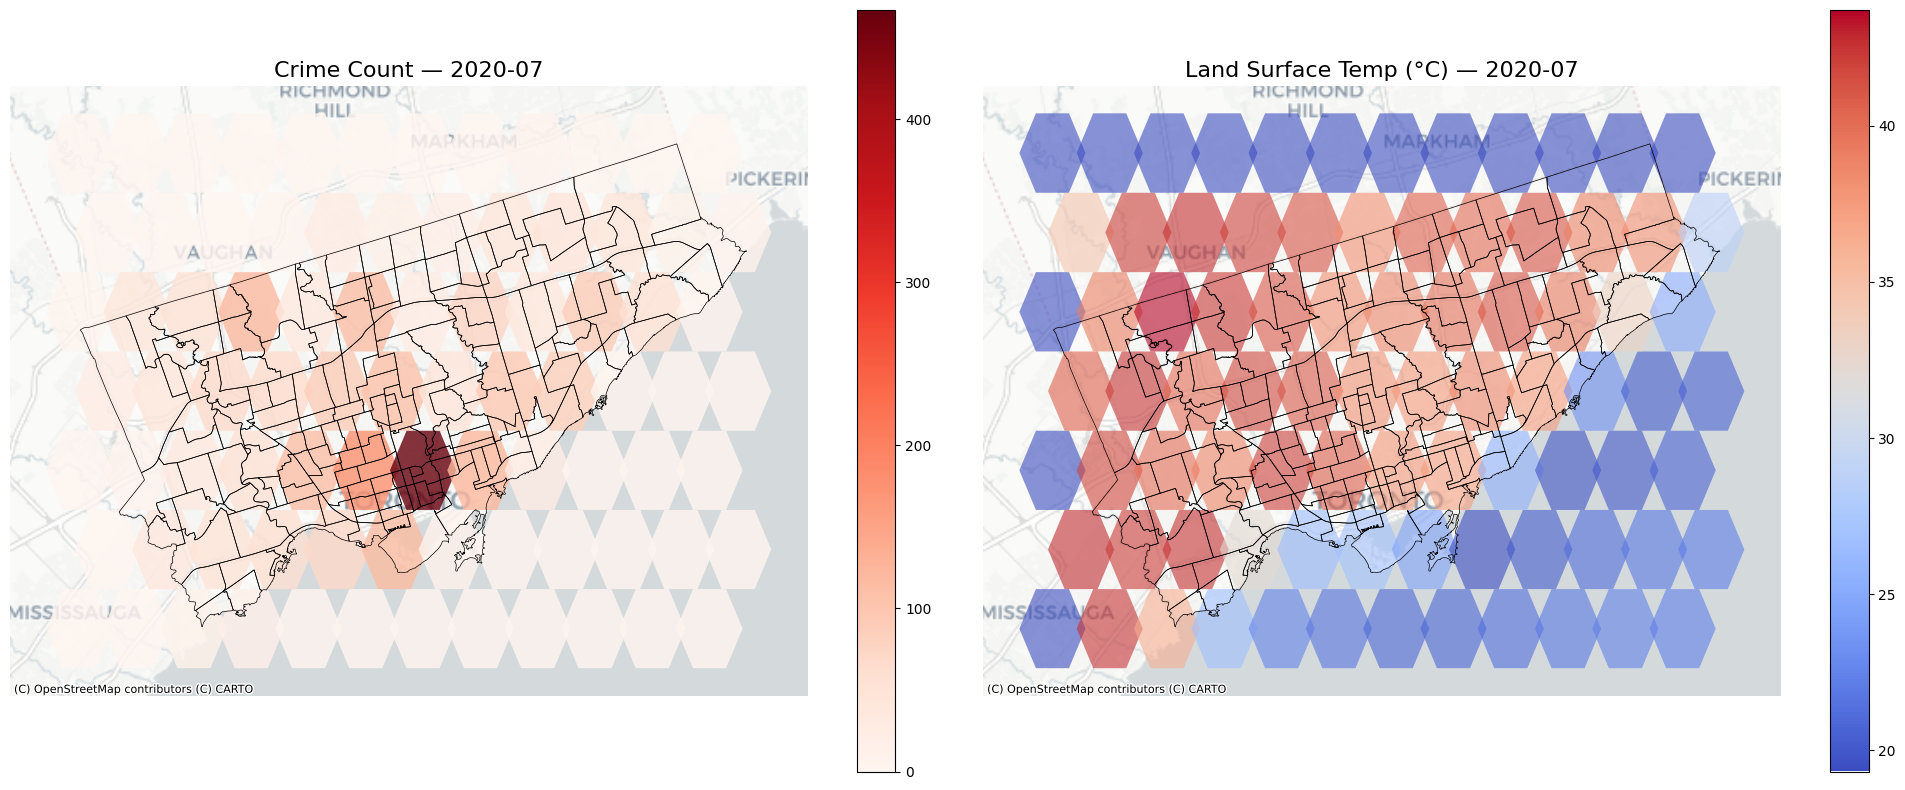 Crime Count — 2020-07
RICHMOND
HILL
MARKHAM
PICKERIN
VAUGHAN
TORONTO
MISSISSAUGA
(C) OpenStreetMap contributors (C) CARTO
400
300
200
100
0
Land Surface Temp (°C) — 2020-07
RICHMOND
HILL
MARKHAM
PICKERIN
VAUGHAN
TORONTO
MISSISSAUGA
(C) OpenStreetMap contributors (C) CARTO
40
35
30
25
20